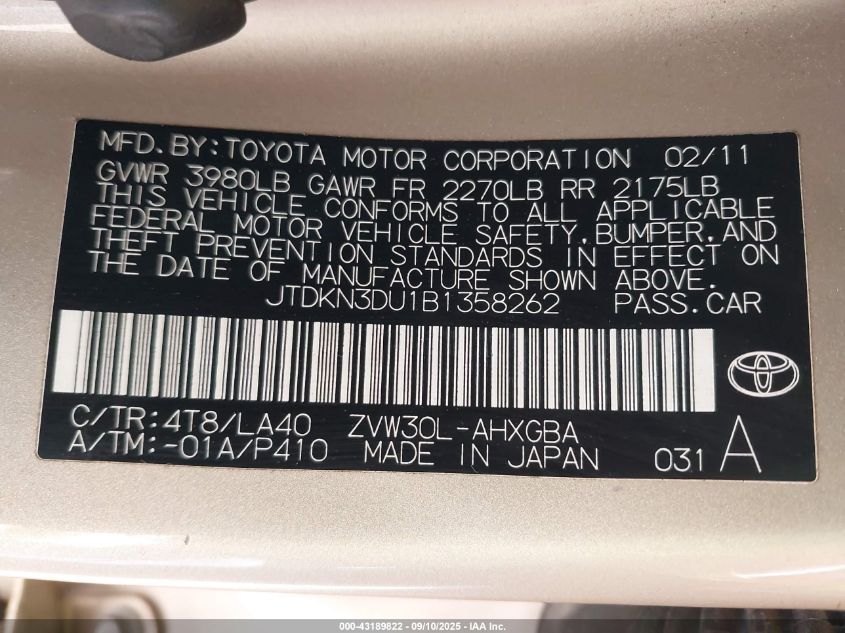 MFD.BY:TOYOTA MOTOR CORPORATION 02/11
GVWR 3980LB GAWR FR 2270LB RR 2175LB
THIS VEHICLE CONFORMS TO ALL APPLICABLE
FEDERAL MOTOR VEHICLE SAFETY,BUMPER,AND
THEFT PREVENTION STANDARDS IN EFFECT ON
THE DATE OF MANUFACTURE SHOWN ABOVE.
JTDKN3DU1B1358262 PASS.CAR
C/TR:4T8/LA40 ZVW30L-AHXGBA
A/TM:-01A/P410 MADE IN JAPAN 031 A
000-43189822 - 09/10/2025 - IAA Inc.